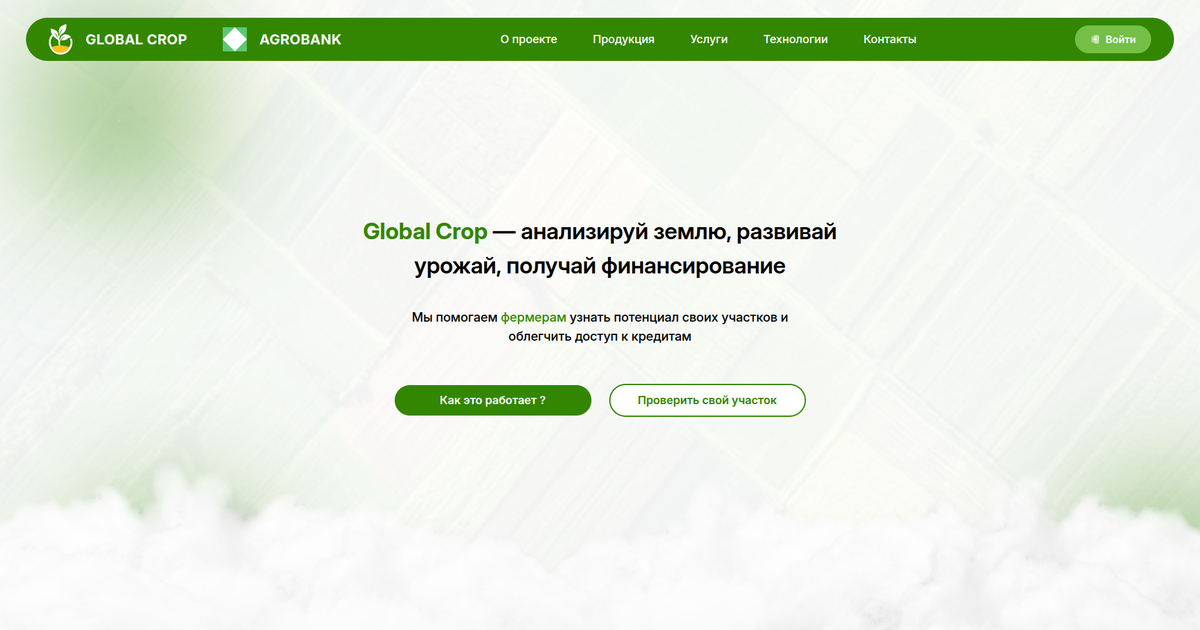 GLOBAL CROP
AGROBANK
О проекте
Продукция
Услуги
Технологии
Контакты
Войти
Global Crop — анализируй землю, развивай
урожай, получай финансирование
Мы помогаем фермерам узнать потенциал своих участков и
облегчить доступ к кредитам
Как это работает ?
Проверить свой участок